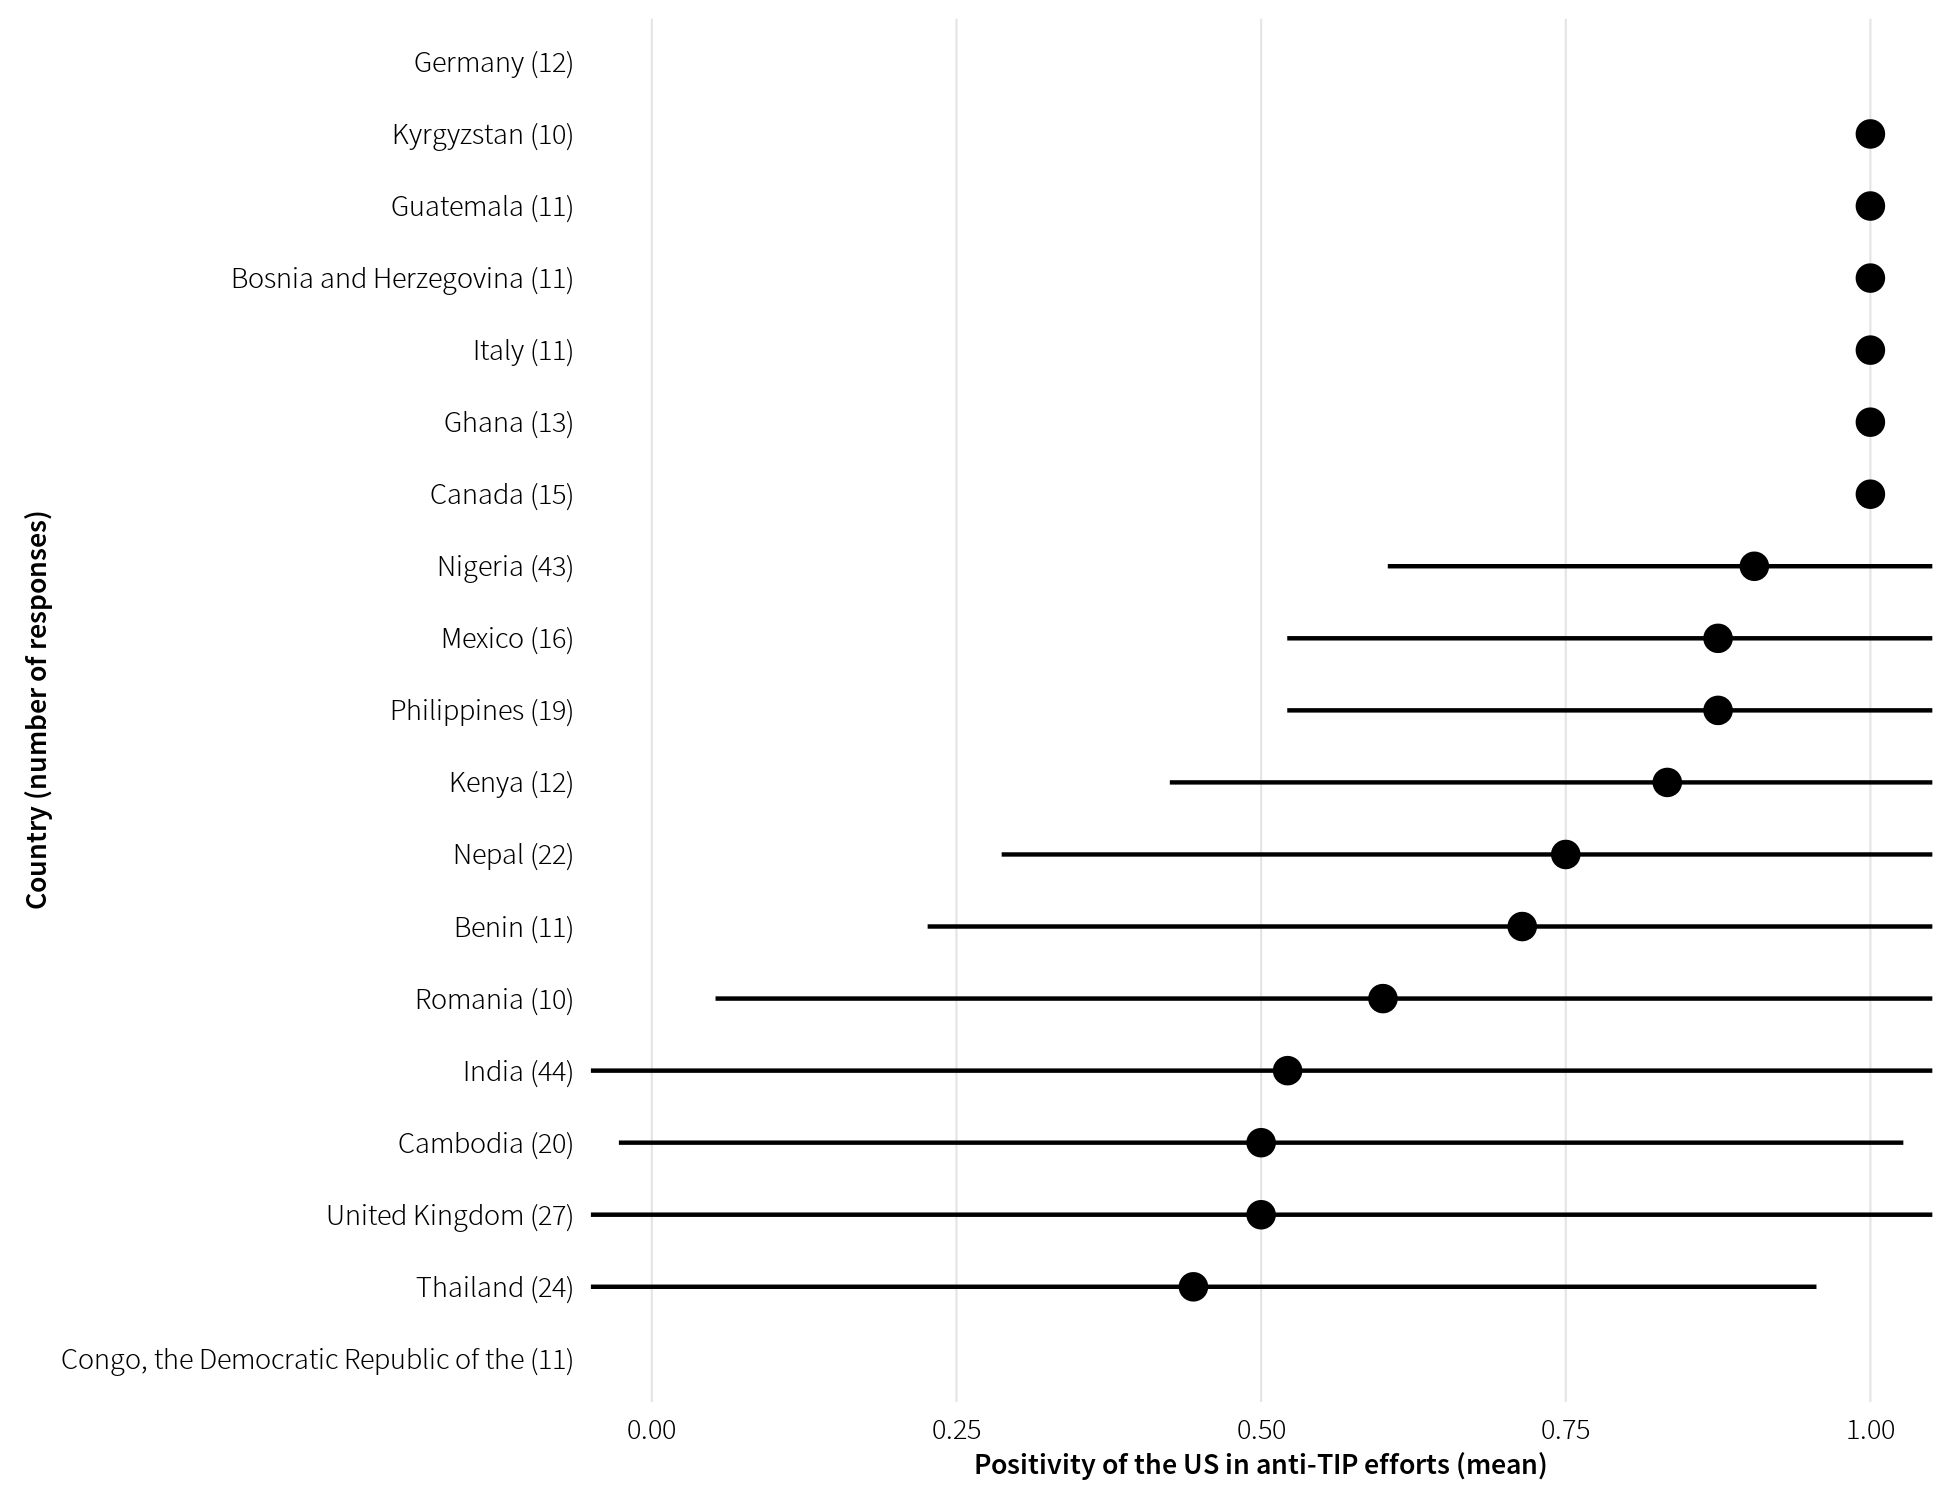 Country (number of responses)
Germany (12)
Kyrgyzstan (10)
Guatemala (11)
Bosnia and Herzegovina (11)
Italy (11)
Ghana (13)
Canada (15)
Nigeria (43)
Mexico (16)
Philippines (19)
Kenya (12)
Nepal (22)
Benin (11)
Romania (10)
India (44)
Cambodia (20)
United Kingdom (27)
Thailand (24)
Congo, the Democratic Republic of the (11)
0.00 0.25 0.50 0.75 1.00
Positivity of the US in anti-TIP efforts (mean)